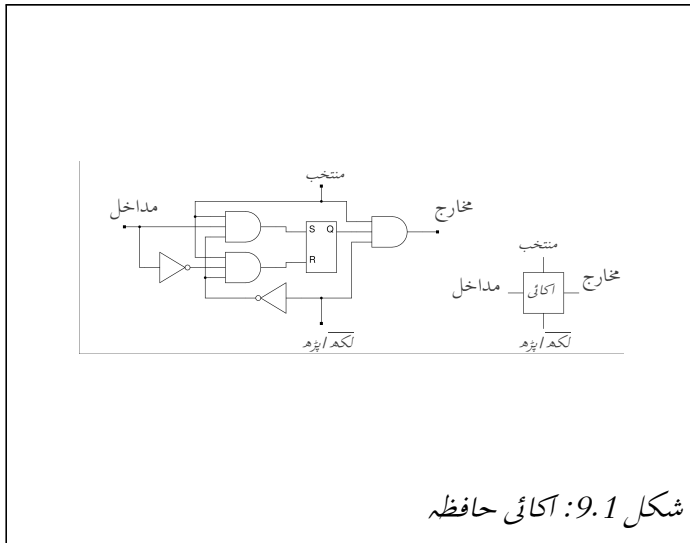 منتخب
مداخل
مخارج
S Q
R
لکھ/پڑھ
منتخب
مداخل
اکائی
مخارج
لکھ/پڑھ
شکل 9.1: اکائی حافظہ